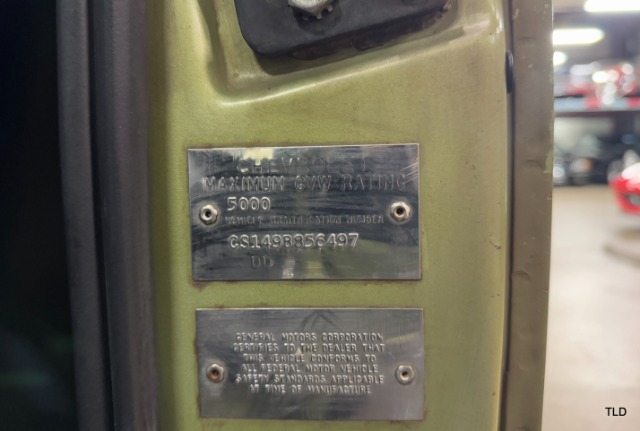 CHEVROLET
MAXIMUM GVW RATING
5000
VEHICLE IDENTIFICATION NUMBER
CS149B856497
DD
GENERAL MOTORS CORPORATION
CERTIFIES TO THE DEALER THAT
THIS VEHICLE CONFORMS TO
ALL FEDERAL MOTOR VEHICLE
SAFETY STANDARDS APPLICABLE
AT TIME OF MANUFACTURE
TLD